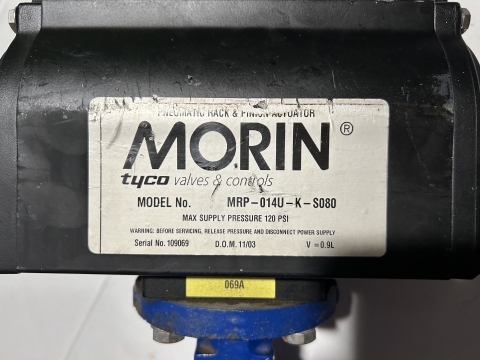 PNEUMATIC RACK & PINION ACTUATOR
MORIN®
tyco valves & controls
MODEL No. MRP-014U-K-S080
MAX SUPPLY PRESSURE 120 PSI
WARNING: BEFORE SERVICING, RELEASE PRESSURE AND DISCONNECT POWER SUPPLY
Serial No. 109069 D.O.M. 11/03 V = 0.9L
069A